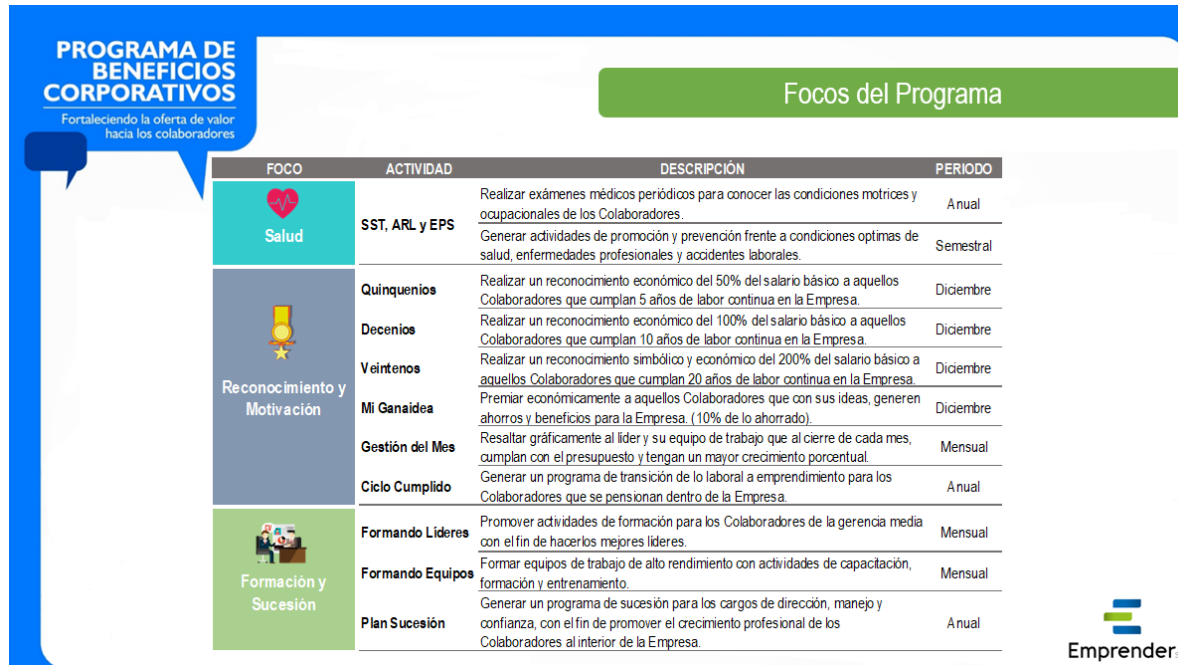 PROGRAMA DE
BENEFICIOS
CORPORATIVOS
Fortaleciendo la oferta de valor
hacia los colaboradores
Focos del Programa
FOCO ACTIVIDAD DESCRIPCIÓN PERIODO
Salud
SST, ARL y EPS
Realizar exámenes médicos periódicos para conocer las condiciones motrices y
ocupacionales de los Colaboradores.
Anual
Generar actividades de promoción y prevención frente a condiciones optimas de
salud, enfermedades profesionales y accidentes laborales.
Semestral
Reconocimiento y
Motivación
Quinquenios
Realizar un reconocimiento económico del 50% del salario básico a aquellos
Colaboradores que cumplan 5 años de labor continua en la Empresa.
Diciembre
Decenios
Realizar un reconocimiento económico del 100% del salario básico a aquellos
Colaboradores que cumplan 10 años de labor continua en la Empresa.
Diciembre
Veintenos
Realizar un reconocimiento simbólico y económico del 200% del salario básico a
aquellos Colaboradores que cumplan 20 años de labor continua en la Empresa.
Diciembre
Mi Ganaidea
Premiar económicamente a aquellos Colaboradores que con sus ideas, generen
ahorros y beneficios para la Empresa. (10% de lo ahorrado).
Diciembre
Gestión del Mes
Resaltar gráficamente al líder y su equipo de trabajo que al cierre de cada mes,
cumplan con el presupuesto y tengan un mayor crecimiento porcentual.
Mensual
Ciclo Cumplido
Generar un programa de transición de lo laboral a emprendimiento para los
Colaboradores que se pensionan dentro de la Empresa.
Anual
Formación y
Sucesión
Formando Líderes
Promover actividades de formación para los Colaboradores de la gerencia media
con el fin de hacerlos mejores líderes.
Mensual
Formando Equipos
Formar equipos de trabajo de alto rendimiento con actividades de capacitación,
formación y entrenamiento.
Mensual
Plan Sucesión
Generar un programa de sucesión para los cargos de dirección, manejo y
confianza, con el fin de promover el crecimiento profesional de los
Colaboradores al interior de la Empresa.
Anual
Emprender